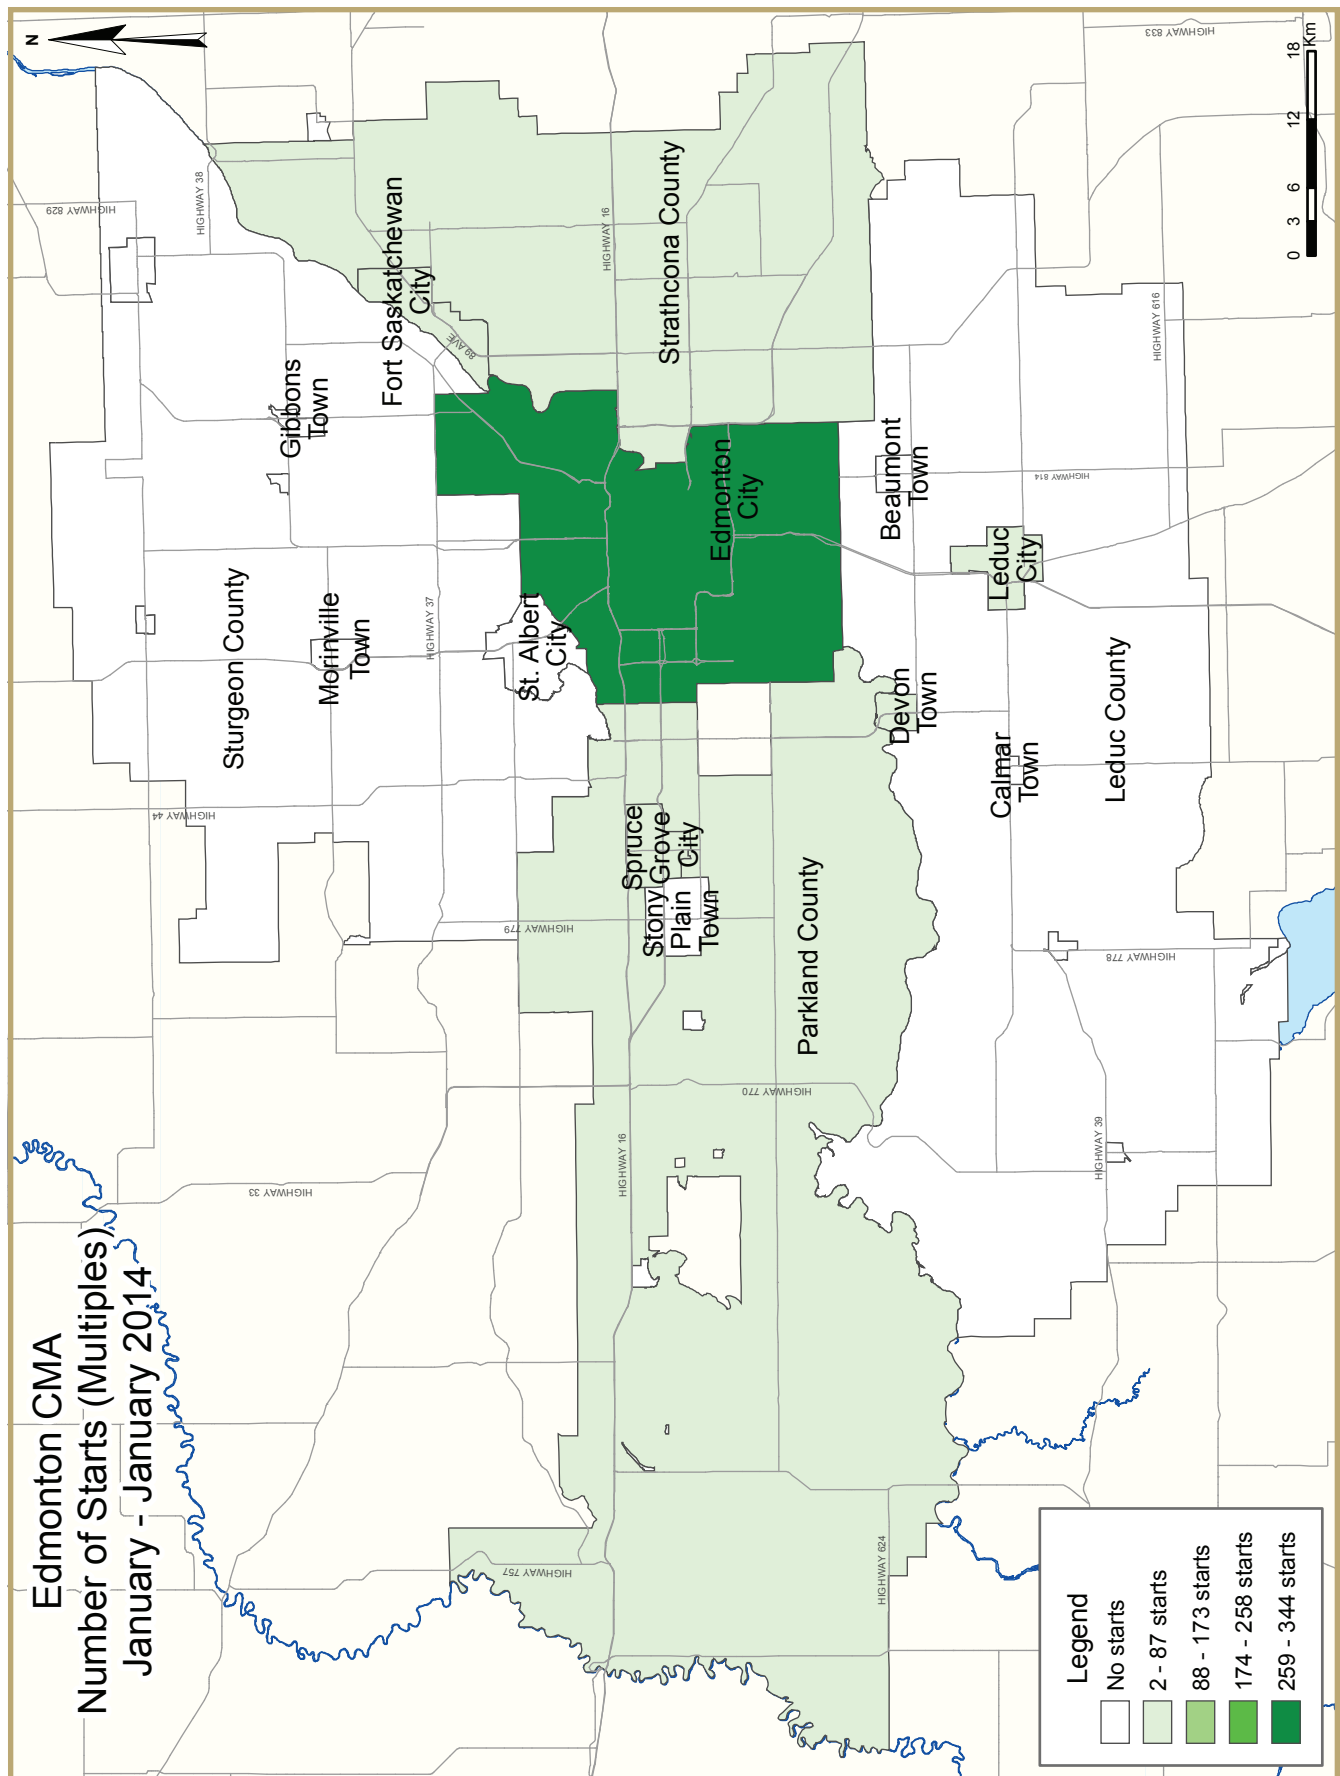 Edmonton CMA
Number of Starts (Multiples)
January - January 2014
N
HIGHWAY 833
HIGHWAY 829
HIGHWAY 38
HIGHWAY 16
Fort Saskatchewan
City
89 AVE
Strathcona County
Gibbons
Town
HIGHWAY 616
Edmonton
City
Beaumont
Town
HIGHWAY 814
Leduc
City
Sturgeon County
Morinville
Town
HIGHWAY 37
St. Albert
City
Devon
Town
Calmar
Town
Leduc County
HIGHWAY 44
Spruce
Grove
City
Stony
Plain
Town
HIGHWAY 779
Parkland County
HIGHWAY 778
HIGHWAY 770
HIGHWAY 39
HIGHWAY 16
HIGHWAY 33
HIGHWAY 757
HIGHWAY 624
0 3 6 12 18
Km
Legend
No starts
2 - 87 starts
88 - 173 starts
174 - 258 starts
259 - 344 starts